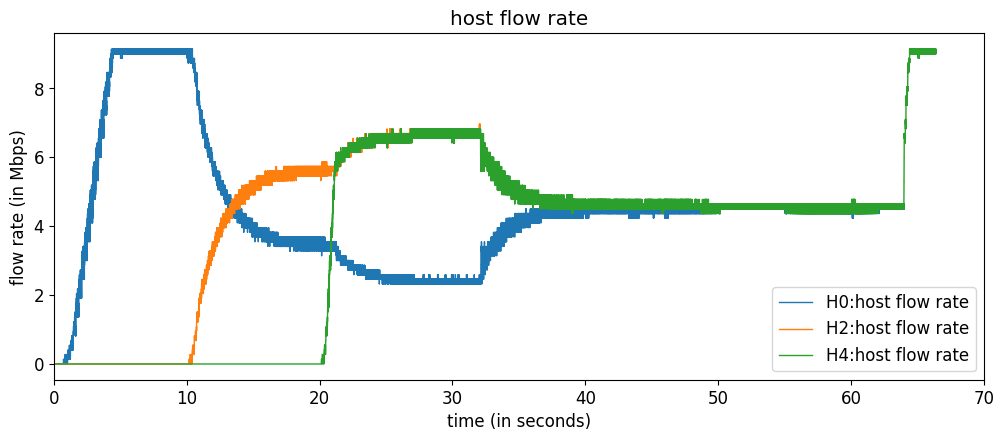 host flow rate
flow rate (in Mbps)
8
6
4
2
0
0 10 20 30 40 50 60 70
time (in seconds)
H0:host flow rate
H2:host flow rate
H4:host flow rate